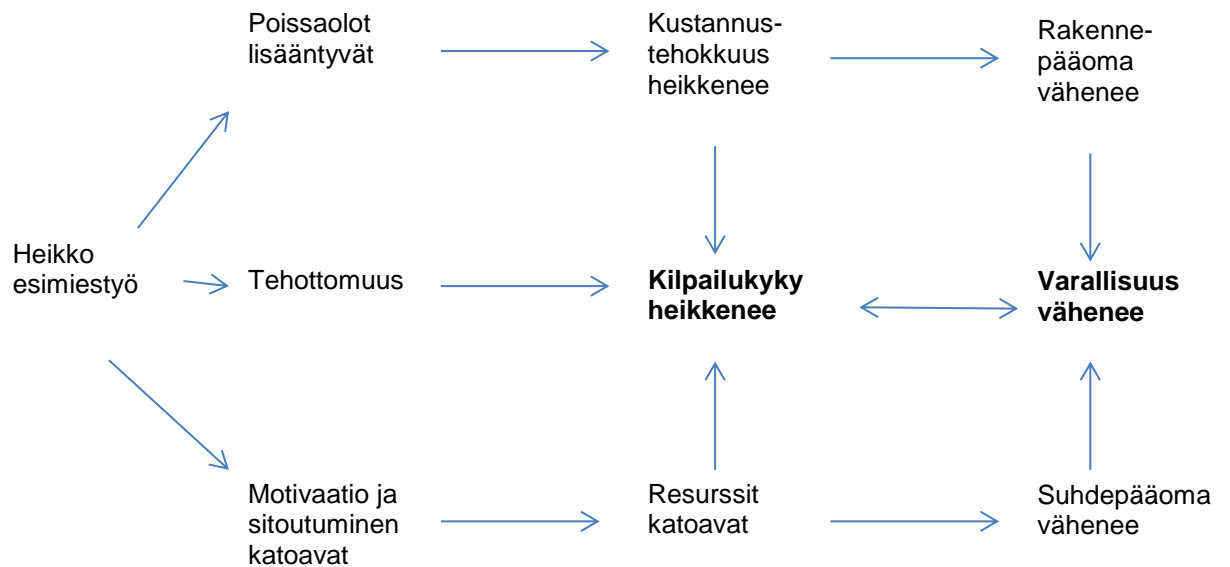 Poissaolot
lisääntyvät
Kustannus-
tehokkuus
heikkenee
Rakenne-
pääoma
vähenee
Heikko
esimiestyö
Tehottomuus
Kilpailukyky
heikkenee
Varallisuus
vähenee
Motivaatio ja
sitoutuminen
katoavat
Resurssit
katoavat
Suhdepääoma
vähenee